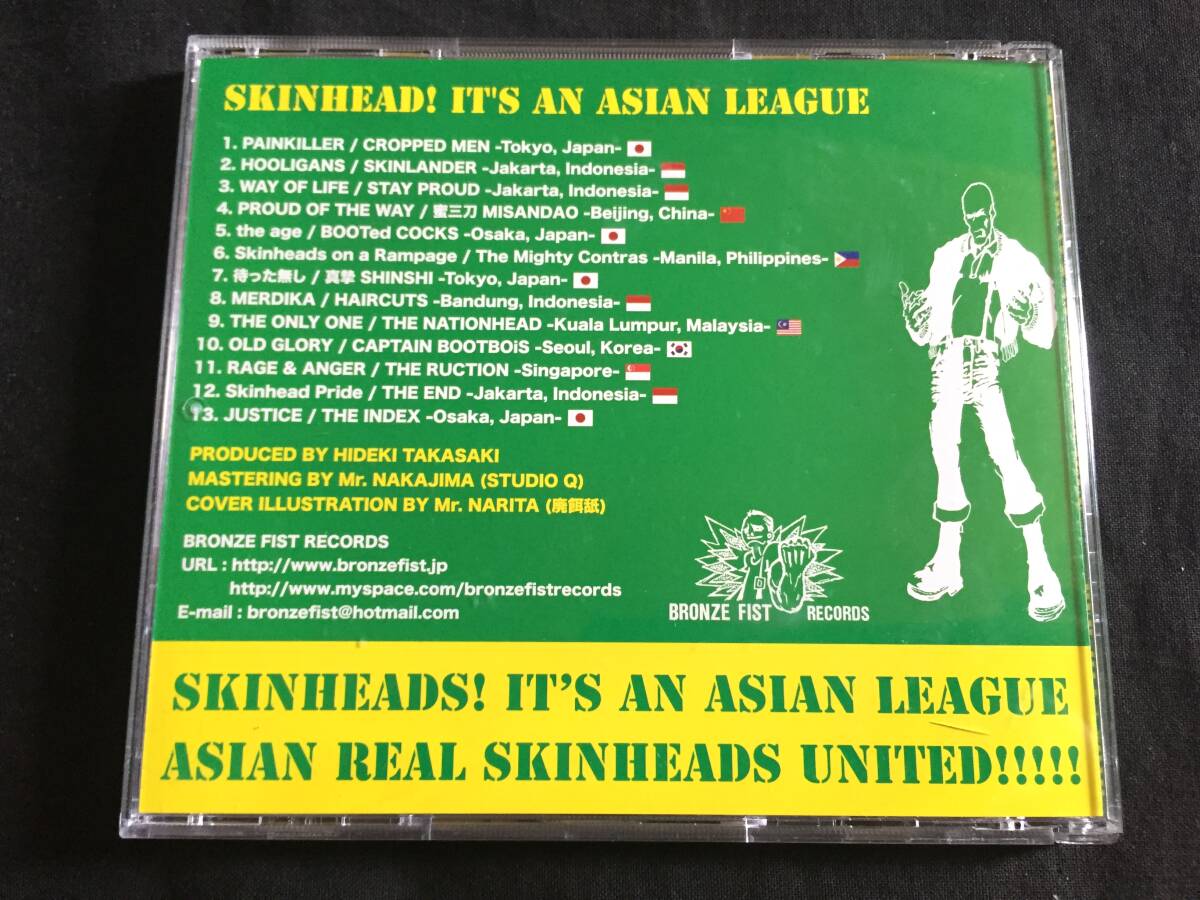 SKINHEAD! IT'S AN ASIAN LEAGUE
1. PAINKILLER / CROPPED MEN -Tokyo, Japan-
2. HOOLIGANS / SKINLANDER -Jakarta, Indonesia-
3. WAY OF LIFE / STAY PROUD -Jakarta, Indonesia-
4. PROUD OF THE WAY / 蜜三刀 MISANDAO -Beijing, China-
5. the age / BOOTed COCKS -Osaka, Japan-
6. Skinheads on a Rampage / The Mighty Contras -Manila, Philippines-
7. 待った無し / 真摯 SHINSHI -Tokyo, Japan-
8. MERDIKA / HAIRCUTS -Bandung, Indonesia-
9. THE ONLY ONE / THE NATIONHEAD -Kuala Lumpur, Malaysia-
10. OLD GLORY / CAPTAIN BOOTBOiS -Seoul, Korea-
11. RAGE & ANGER / THE RUCTION -Singapore-
12. Skinhead Pride / THE END -Jakarta, Indonesia-
13. JUSTICE / THE INDEX -Osaka, Japan-
PRODUCED BY HIDEKI TAKASAKI
MASTERING BY Mr. NAKAJIMA (STUDIO Q)
COVER ILLUSTRATION BY Mr. NARITA (廃餌舐)
BRONZE FIST RECORDS
URL : http://www.bronzefist.jp
http://www.myspace.com/bronzefistrecords
E-mail : bronzefist@hotmail.com
BRONZE FIST RECORDS
SKINHEADS! IT'S AN ASIAN LEAGUE
ASIAN REAL SKINHEADS UNITED!!!!!